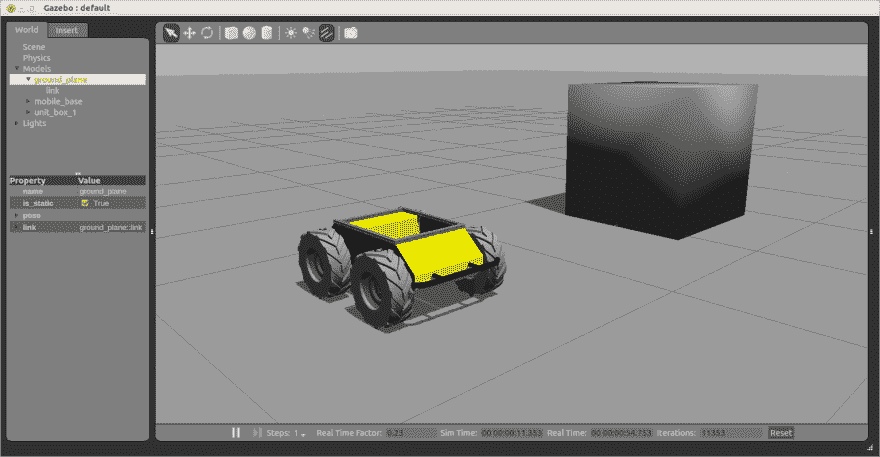 Gazebo : default
World Insert
Scene
Physics
Models
ground_plane
link
mobile_base
unit_box_1
Lights
Property Value
name ground_plane
is_static True
pose
link ground_plane::link
Steps: 1 Real Time Factor: 0.23 Sim Time: 00 00:00:11.353 Real Time: 00 00:00:54.753 Iterations: 11353 Reset